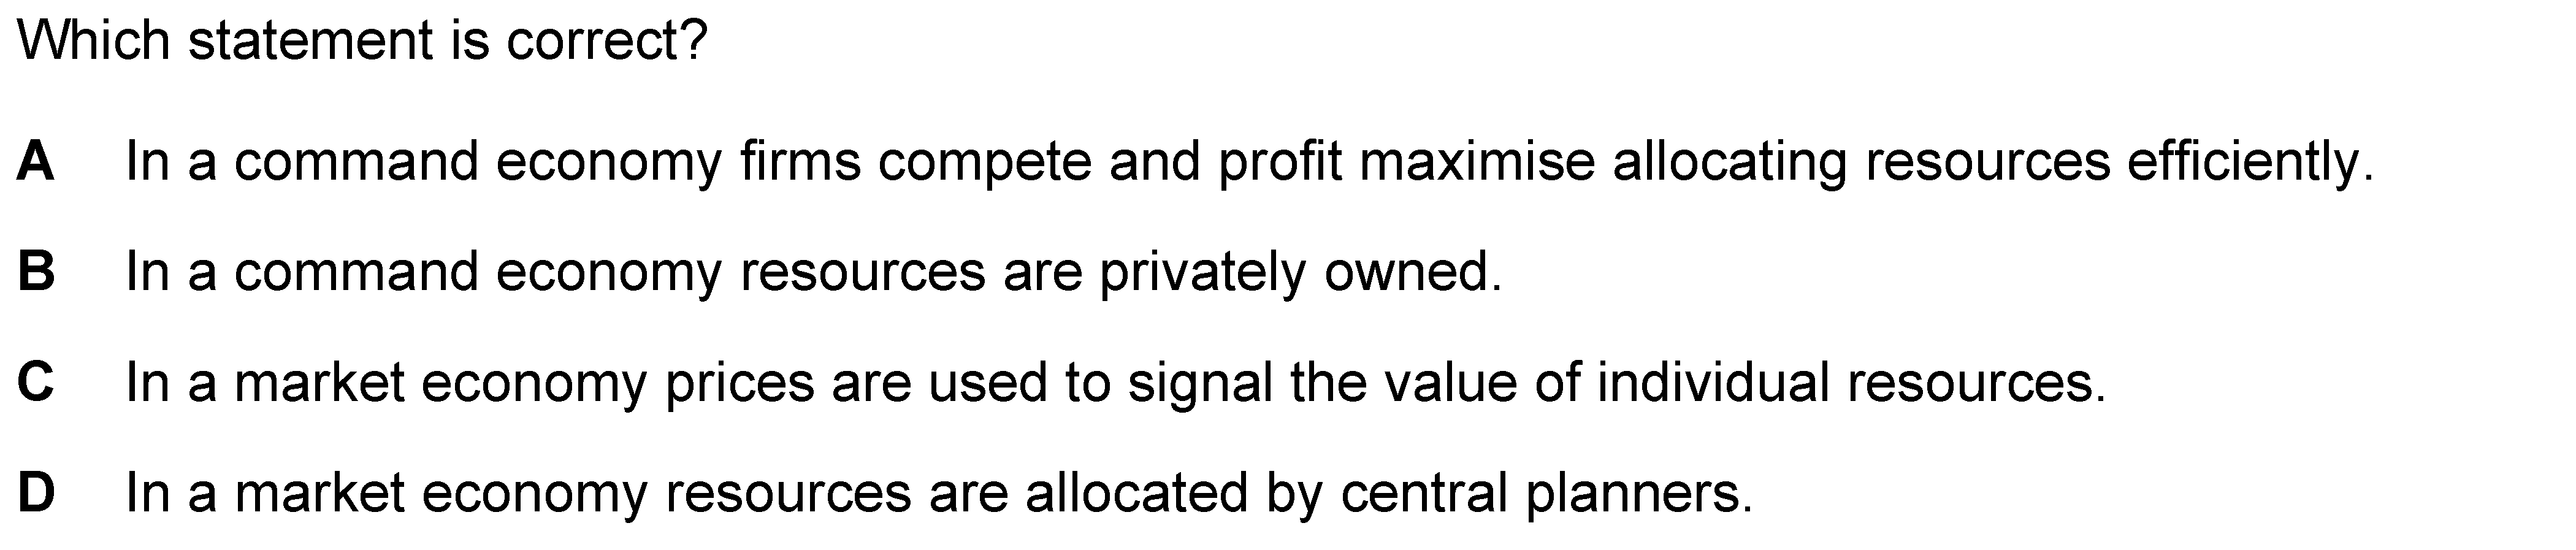 Which statement is correct?
A In a command economy firms compete and profit maximise allocating resources efficiently.
B In a command economy resources are privately owned.
C In a market economy prices are used to signal the value of individual resources.
D In a market economy resources are allocated by central planners.